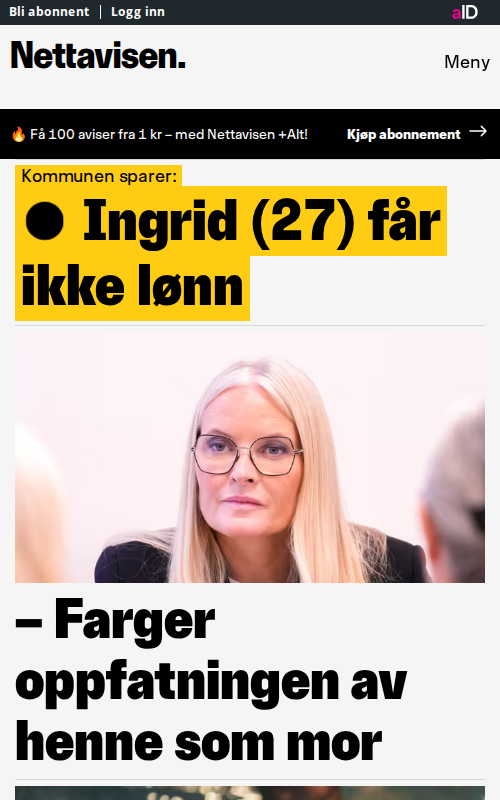 Bli abonnent
Logg inn
aID
Nettavisen.
Meny
🔥 Få 100 aviser fra 1 kr – med Nettavisen +Alt!
Kjøp abonnement →
Kommunen sparer:
● Ingrid (27) får
ikke lønn
– Farger
oppfatningen av
henne som mor